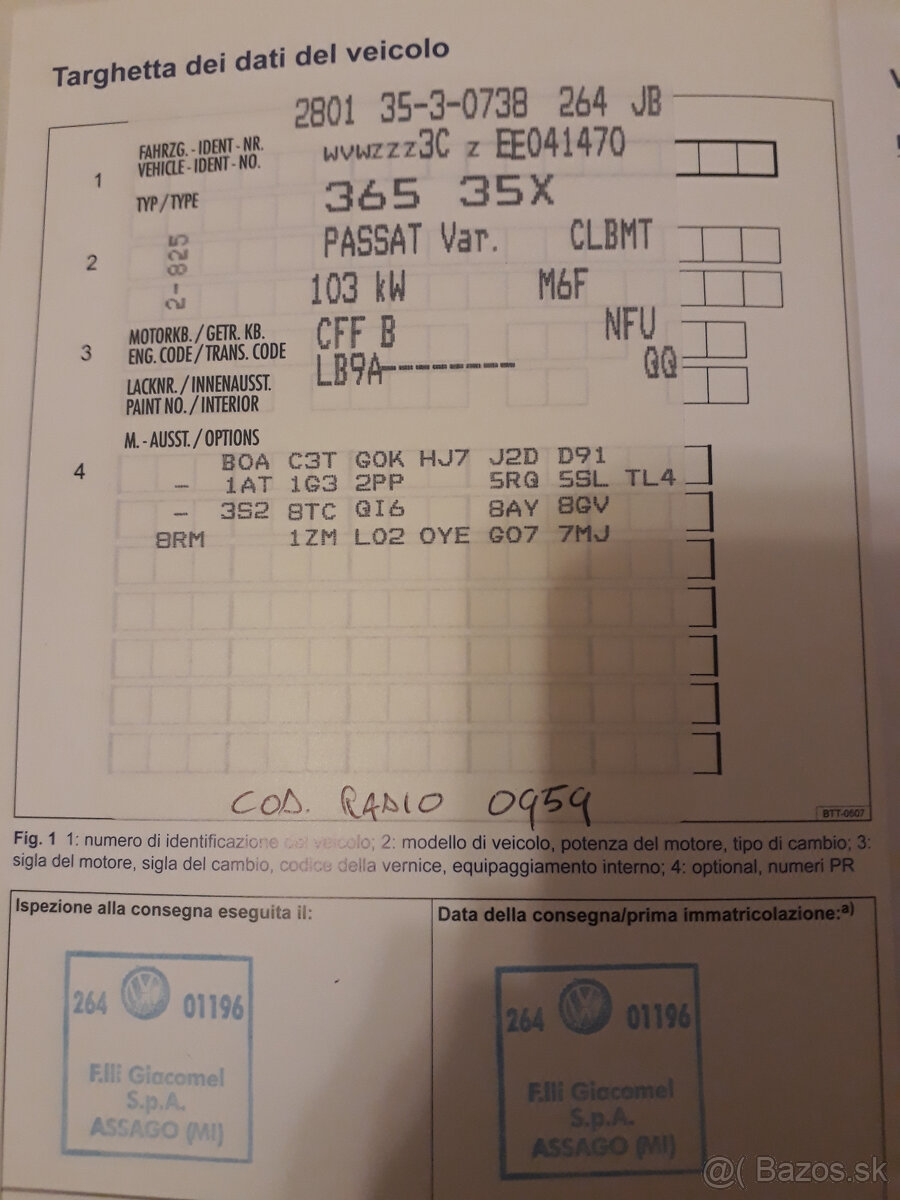 Targhetta dei dati del veicolo
2801 35-3-0738 264 JB
FAHRZG. - IDENT - NR.
VEHICLE - IDENT - NO.
WVWZZZ3C Z EE041470
1
TYP / TYPE
365 35X
2
2-825
PASSAT Var. CLBMT
103 kW M6F
3
MOTORKB. / GETR. KB.
ENG. CODE / TRANS. CODE
CFF B NFU
LACKNR. / INNENAUSST.
PAINT NO. / INTERIOR
LB9A---------- QQ
M. - AUSST. / OPTIONS
4
B0A C3T G0K HJ7 J2D D91
- 1AT 1G3 2PP 5RQ 5SL TL4
- 3S2 8TC QI6 8AY 8GV
8RM 1ZM L02 0YE G07 7MJ
COD. RADIO 0959
BTT-0607
Fig. 1 1: numero di identificazione del veicolo; 2: modello di veicolo, potenza del motore, tipo di cambio; 3:
sigla del motore, sigla del cambio, codice della vernice, equipaggiamento interno; 4: optional, numeri PR
Ispezione alla consegna eseguita il:
264 01196
F.lli Giacomel
S.p.A.
ASSAGO (MI)
Data della consegna/prima immatricolazione:a)
264 01196
F.lli Giacomel
S.p.A.
ASSAGO (MI)
@( Bazos.sk